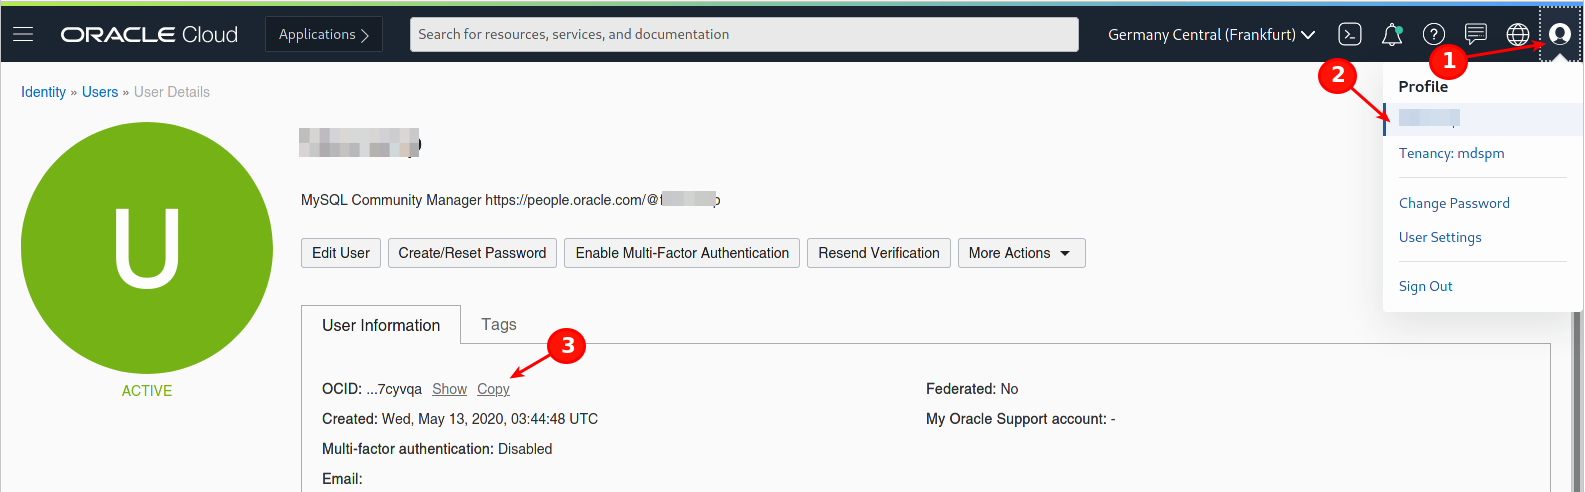 ORACLE Cloud
Applications >
Search for resources, services, and documentation
Germany Central (Frankfurt)
1
2
Profile
Tenancy: mdspm
Change Password
User Settings
Sign Out
Identity » Users » User Details
U
ACTIVE
MySQL Community Manager https://people.oracle.com/@
Edit User
Create/Reset Password
Enable Multi-Factor Authentication
Resend Verification
More Actions
User Information
Tags
3
OCID: ...7cyvqa Show Copy
Created: Wed, May 13, 2020, 03:44:48 UTC
Multi-factor authentication: Disabled
Email:
Federated: No
My Oracle Support account: -